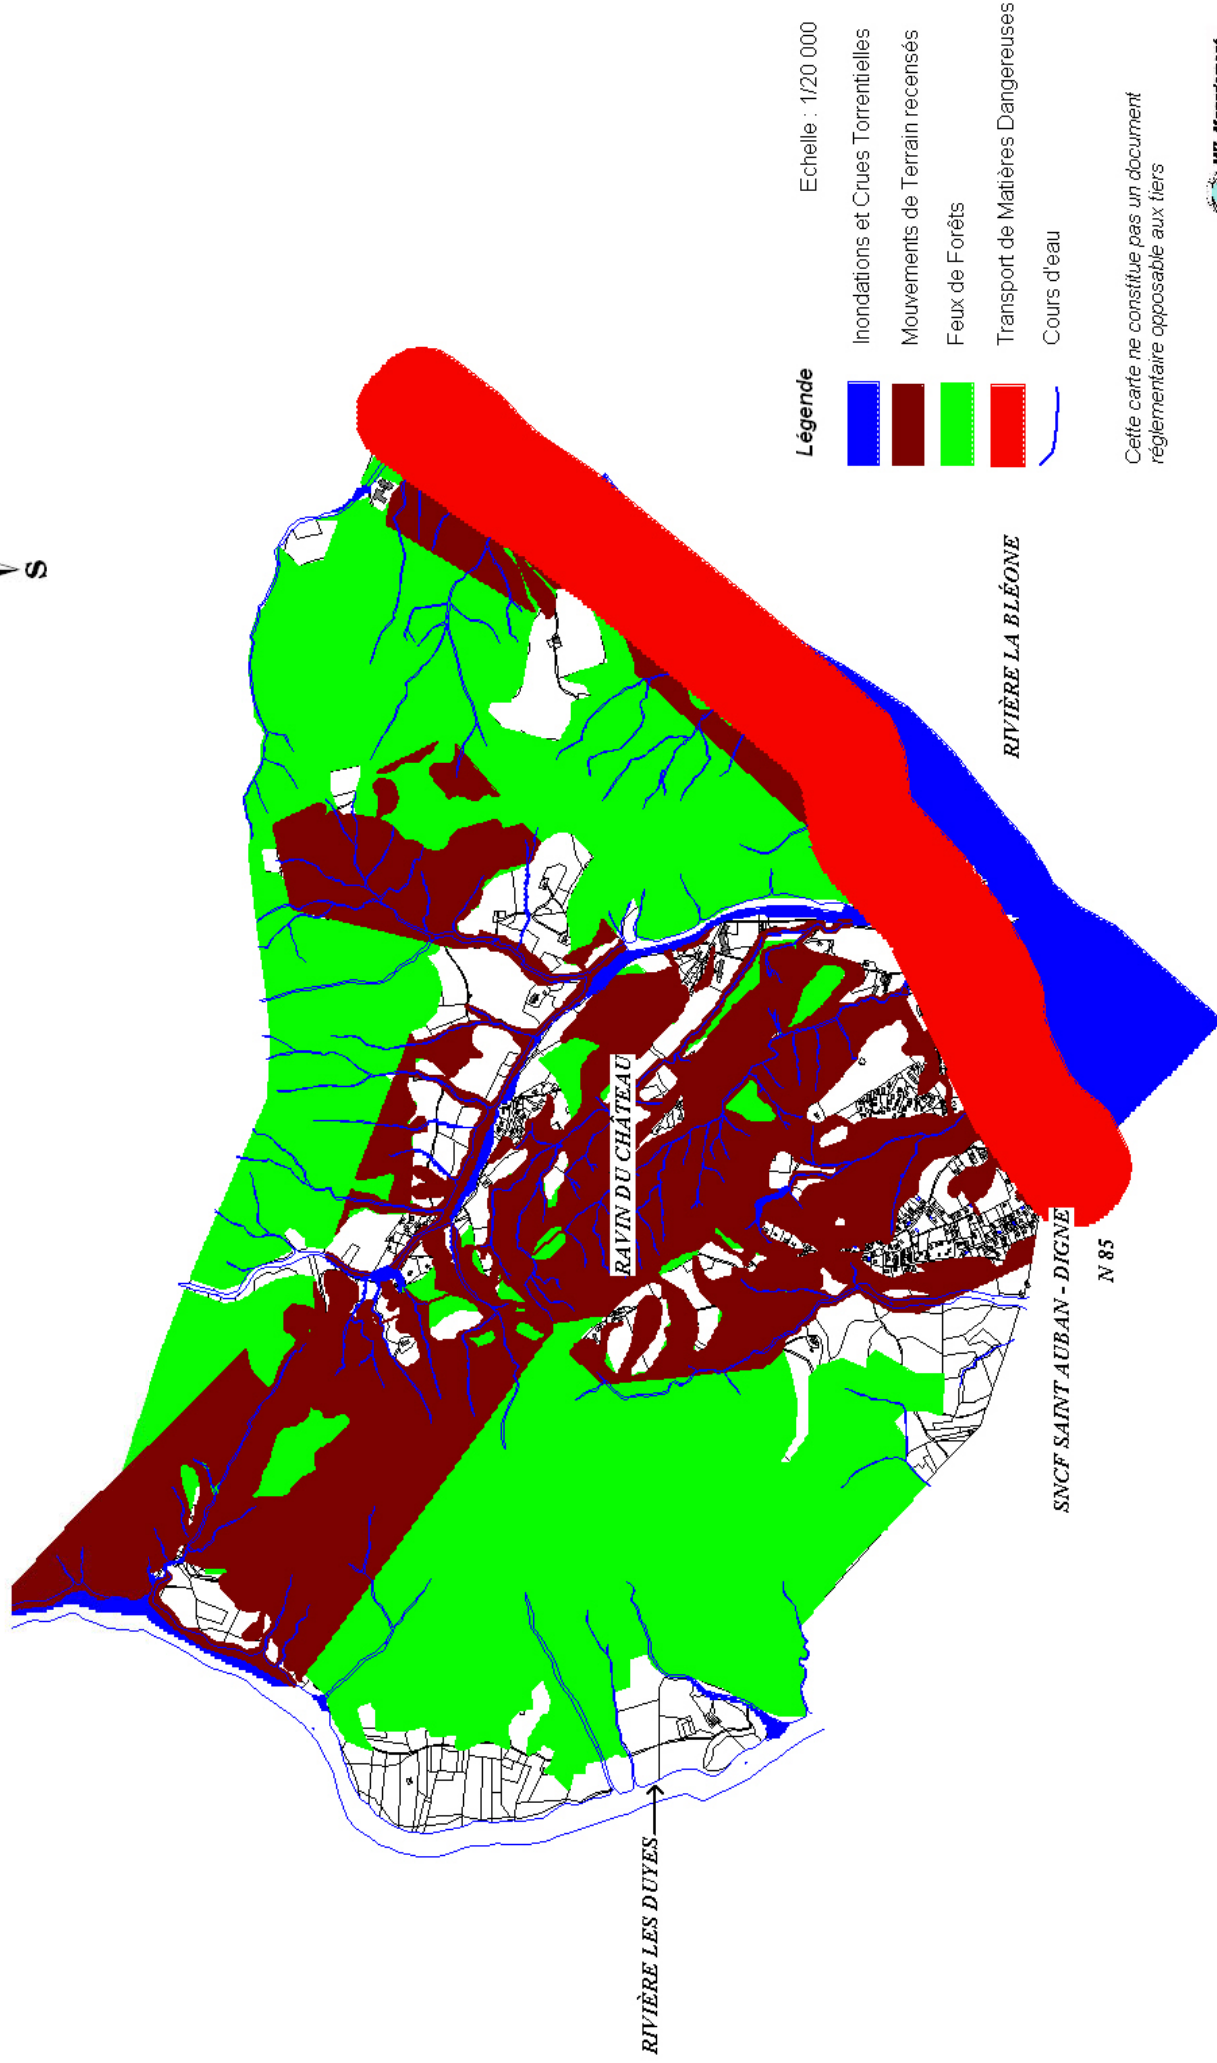 S
Echelle : 1/20 000
Légende
Inondations et Crues Torrentielles
Mouvements de Terrain recensés
Feux de Forêts
Transport de Matières Dangereuses
Cours d'eau
Cette carte ne constitue pas un document
réglementaire opposable aux tiers
RIVIÈRE LA BLÉONE
RAVIN DU CHÂTEAU
SNCF SAINT AUBAN - DIGNE
N 85
RIVIÈRE LES DUYES